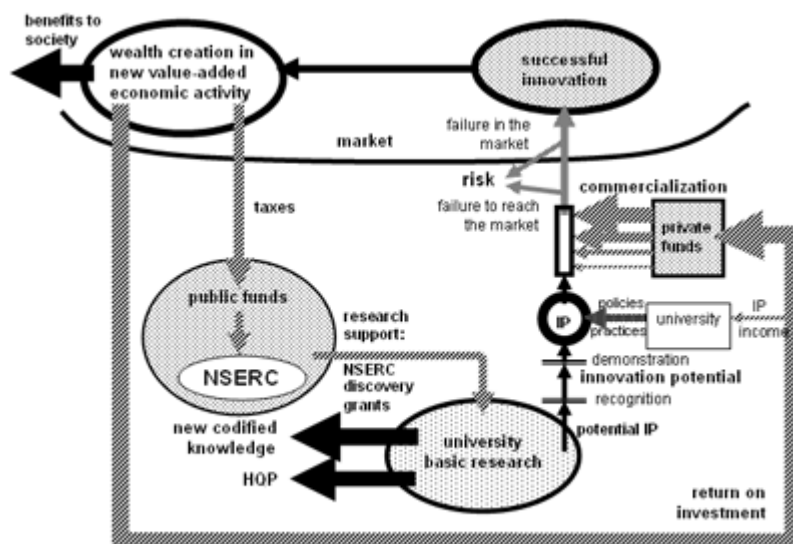 benefits to
society
wealth creation in
new value-added
economic activity
successful
innovation
failure in the
market
market
risk
commercialization
failure to reach
the market
private
funds
taxes
public funds
research
support:
NSERC
NSERC
discovery
grants
IP
policies
practices
university
IP
income
demonstration
innovation potential
recognition
new codified
knowledge
university
basic research
potential IP
HQP
return on
investment